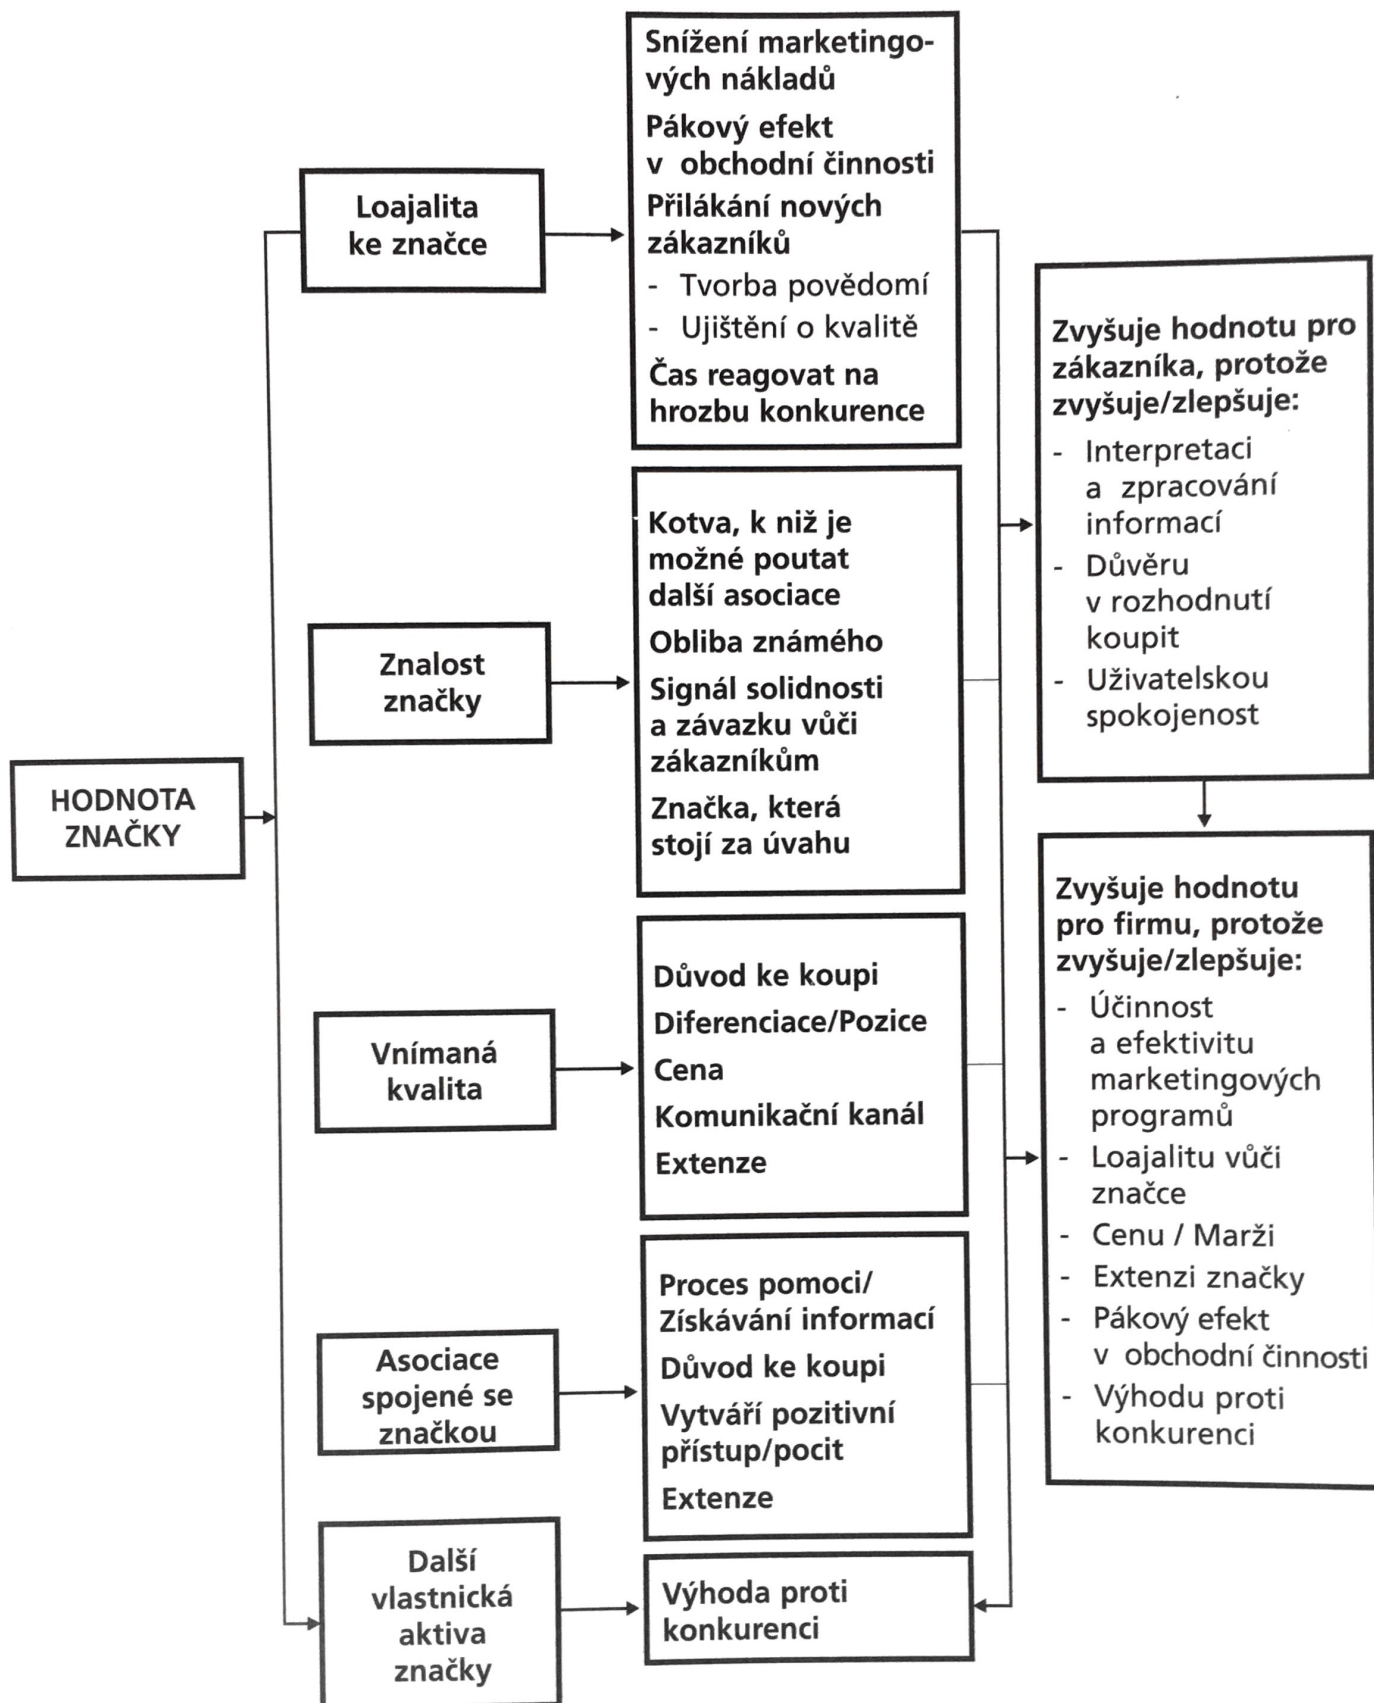 HODNOTA
ZNAČKY
Loajalita
ke značce
Snížení marketingo-
vých nákladů
Pákový efekt
v obchodní činnosti
Přilákání nových
zákazníků
- Tvorba povědomí
- Ujištění o kvalitě
Čas reagovat na
hrozbu konkurence
Znalost
značky
Kotva, k niž je
možné poutat
další asociace
Obliba známého
Signál solidnosti
a závazku vůči
zákazníkům
Značka, která
stojí za úvahu
Vnímaná
kvalita
Důvod ke koupi
Diferenciace/Pozice
Cena
Komunikační kanál
Extenze
Asociace
spojené se
značkou
Proces pomoci/
Získávání informací
Důvod ke koupi
Vytváří pozitivní
přístup/pocit
Extenze
Další
vlastnická
aktiva
značky
Výhoda proti
konkurenci
Zvyšuje hodnotu pro
zákazníka, protože
zvyšuje/zlepšuje:
- Interpretaci
a zpracování
informací
- Důvěru
v rozhodnutí
koupit
- Uživatelskou
spokojenost
Zvyšuje hodnotu
pro firmu, protože
zvyšuje/zlepšuje:
- Účinnost
a efektivitu
marketingových
programů
- Loajalitu vůči
značce
- Cenu / Marži
- Extenzi značky
- Pákový efekt
v obchodní činnosti
- Výhodu proti
konkurenci